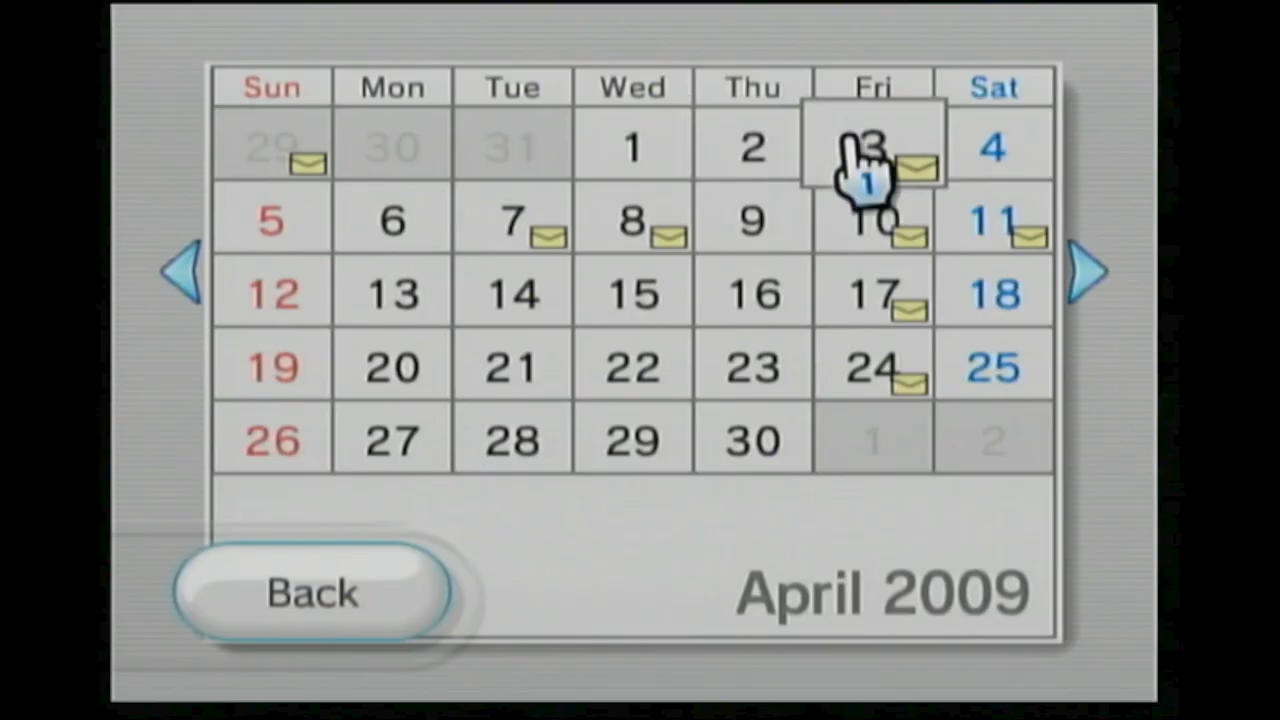 Sun Mon Tue Wed Thu Fri Sat
29 30 31 1 2 3 4
5 6 7 8 9 10 11
12 13 14 15 16 17 18
19 20 21 22 23 24 25
26 27 28 29 30 1 2
1
Back
April 2009